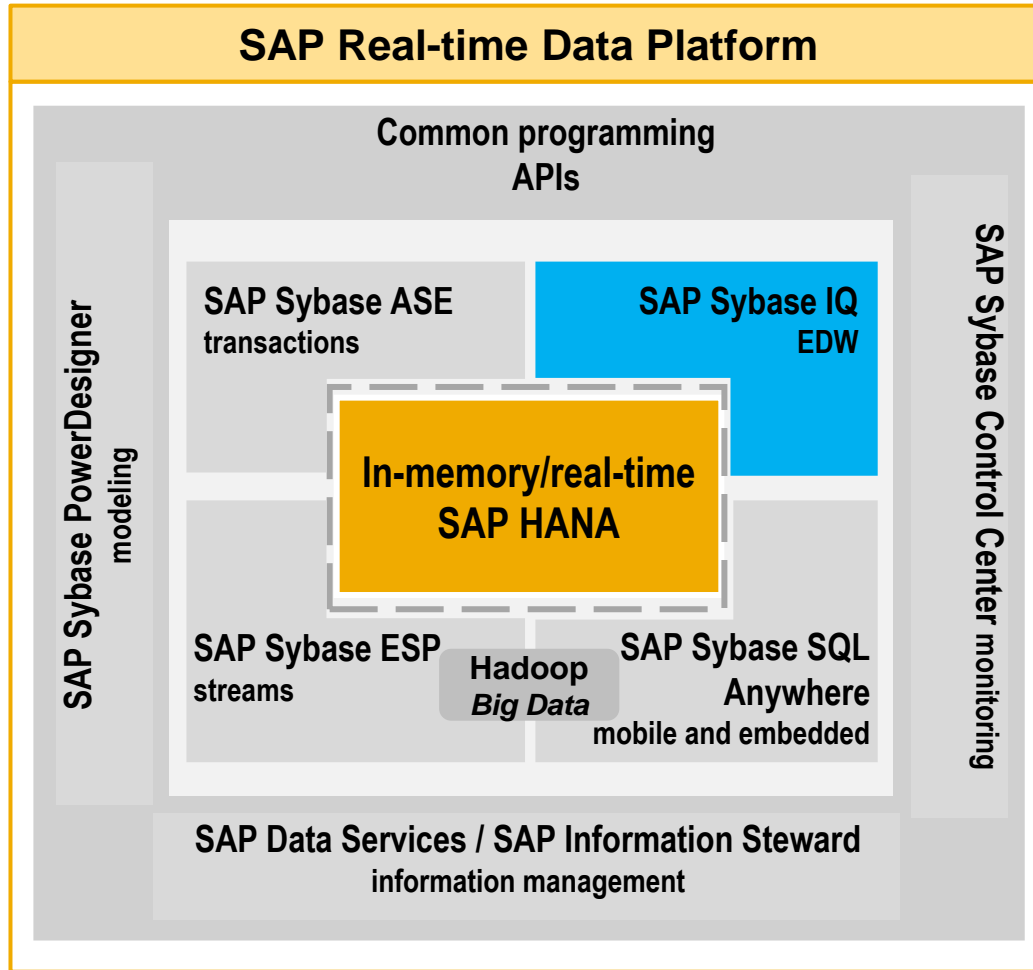 SAP Real-time Data Platform
Common programming
APIs
SAP Sybase PowerDesigner
modeling
SAP Sybase ASE
transactions
SAP Sybase IQ
EDW
In-memory/real-time
SAP HANA
SAP Sybase ESP
streams
Hadoop
Big Data
SAP Sybase SQL
Anywhere
mobile and embedded
SAP Sybase Control Center monitoring
SAP Data Services / SAP Information Steward
information management